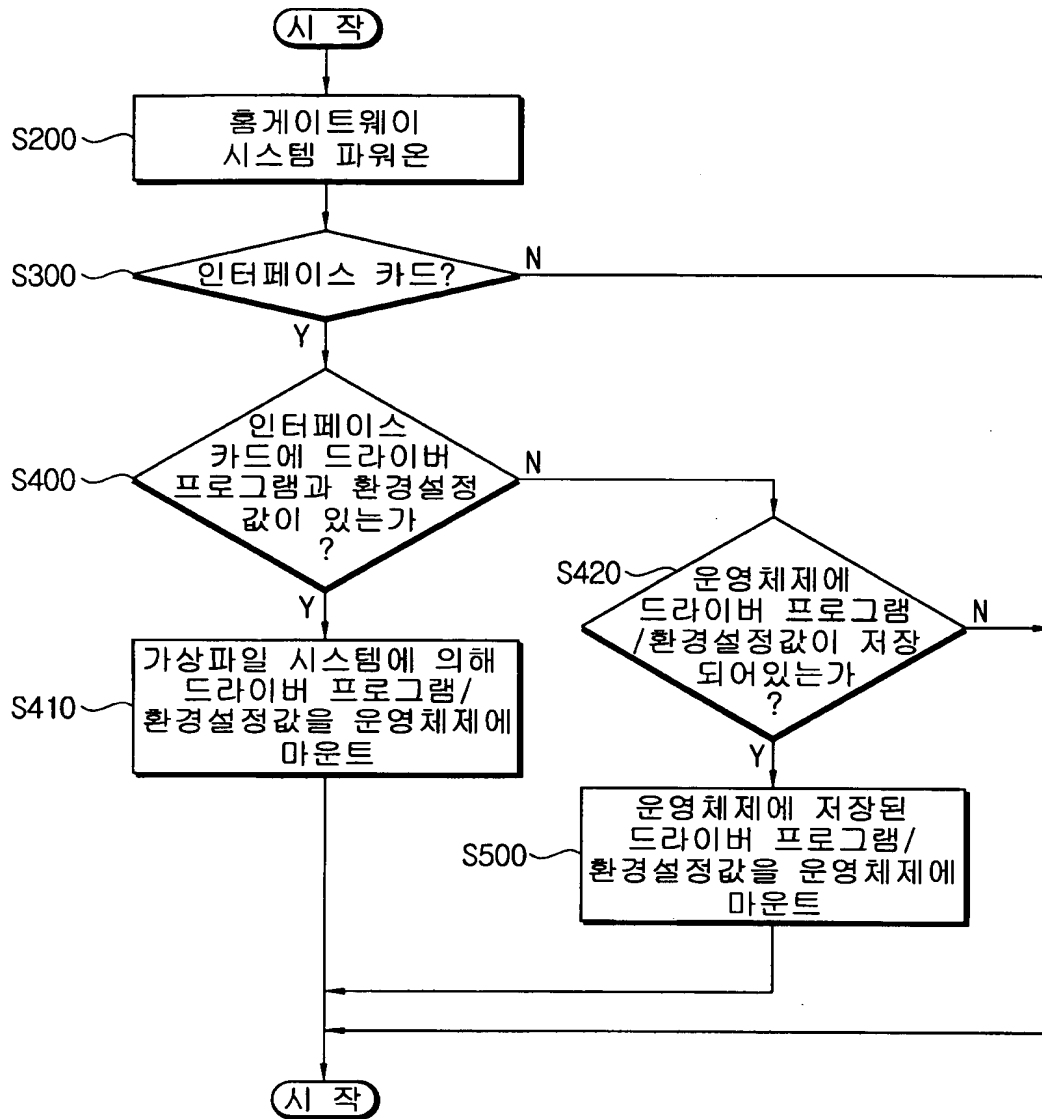 시 작
S200
홈게이트웨이
시스템 파워온
S300
인터페이스 카드?
N
Y
S400
인터페이스
카드에 드라이버
프로그램과 환경설정
값이 있는가
?
N
Y
S420
운영체제에
드라이버 프로그램
/환경설정값이 저장
되어있는가
?
N
Y
S410
가상파일 시스템에 의해
드라이버 프로그램/
환경설정값을 운영체제에
마운트
S500
운영체제에 저장된
드라이버 프로그램/
환경설정값을 운영체제에
마운트
시 작